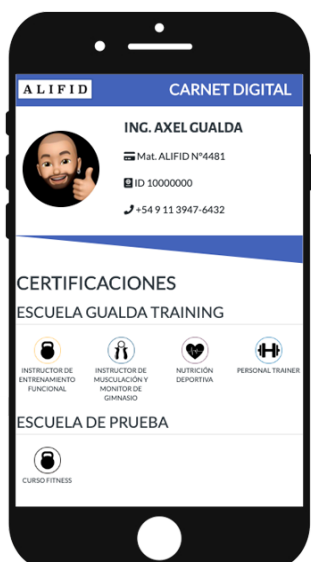 ALIFID
CARNET DIGITAL
ING. AXEL GUALDA
Mat. ALIFID N°4481
ID 10000000
+54 9 11 3947-6432
CERTIFICACIONES
ESCUELA GUALDA TRAINING
INSTRUCTOR DE
ENTRENAMIENTO
FUNCIONAL
INSTRUCTOR DE
MUSCULACIÓN Y
MONITOR DE
GIMNASIO
NUTRICIÓN
DEPORTIVA
PERSONAL TRAINER
ESCUELA DE PRUEBA
CURSO FITNESS